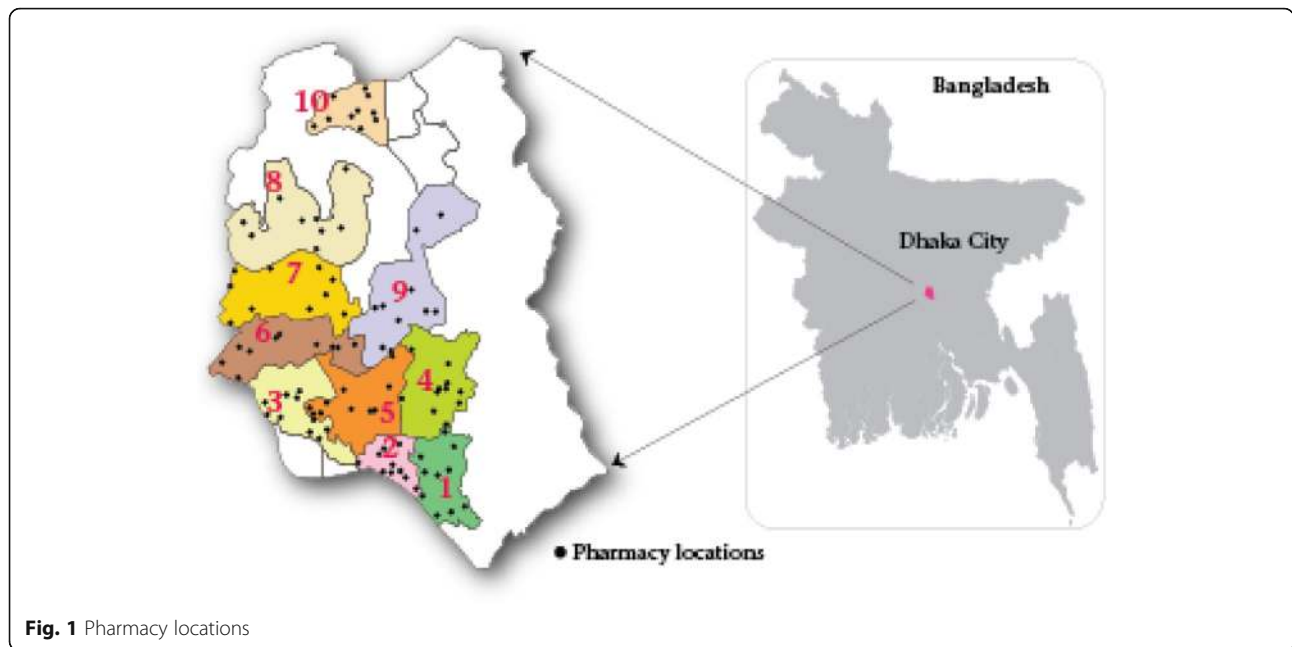 Bangladesh
10
8
Dhaka City
7
9
6
4
3
5
2
1
● Pharmacy locations
Fig. 1 Pharmacy locations